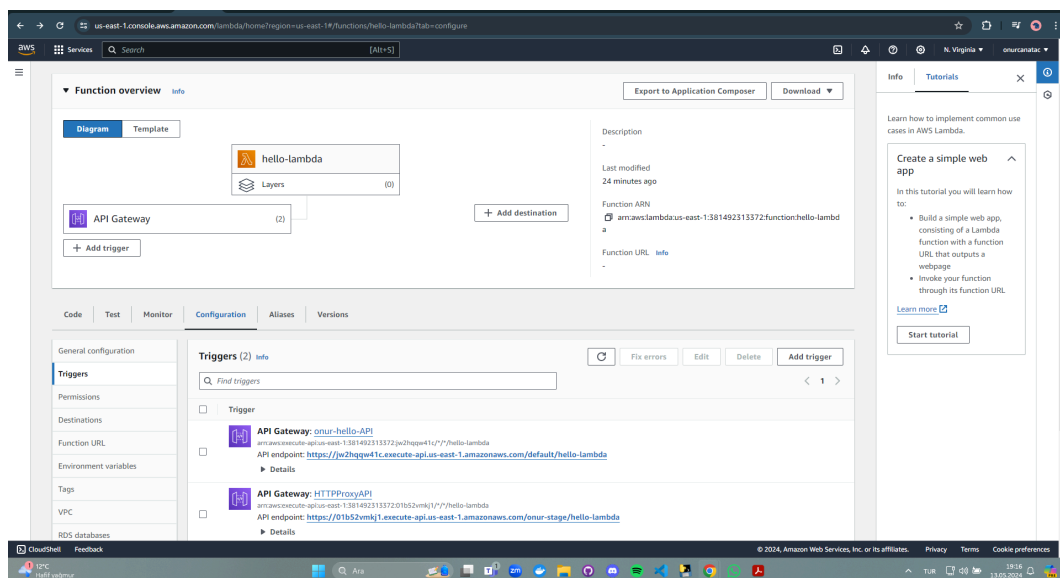 us-east-1.console.aws.amazon.com/lambda/home?region=us-east-1#/functions/hello-lambda?tab=configure
aws Services Search [Alt+S] N. Virginia onurcanatac
Function overview Info
Export to Application Composer Download
Diagram Template
hello-lambda
Layers (0)
API Gateway (2)
+ Add trigger
+ Add destination
Description
-
Last modified
24 minutes ago
Function ARN
arn:aws:lambda:us-east-1:381492313372:function:hello-lambd
a
Function URL Info
-
Info Tutorials
Learn how to implement common use
cases in AWS Lambda.
Create a simple web
app
In this tutorial you will learn how
to:
• Build a simple web app,
consisting of a Lambda
function with a function
URL that outputs a
webpage
• Invoke your function
through its function URL
Learn more
Start tutorial
Code Test Monitor Configuration Aliases Versions
General configuration
Triggers
Permissions
Destinations
Function URL
Environment variables
Tags
VPC
RDS databases
Triggers (2) Info
Fix errors Edit Delete Add trigger
Find triggers
1
Trigger
API Gateway: onur-hello-API
arn:aws:execute-api:us-east-1:381492313372:jw2hqqw41c/*/*/hello-lambda
API endpoint: https://jw2hqqw41c.execute-api.us-east-1.amazonaws.com/default/hello-lambda
Details
API Gateway: HTTPProxyAPI
arn:aws:execute-api:us-east-1:381492313372:01b52vmkj1/*/*/hello-lambda
API endpoint: https://01b52vmkj1.execute-api.us-east-1.amazonaws.com/onur-stage/hello-lambda
Details
CloudShell Feedback © 2024, Amazon Web Services, Inc. or its affiliates. Privacy Terms Cookie preferences
12°C
Hafif yağmur
Ara
TUR
19:16
13.05.2024